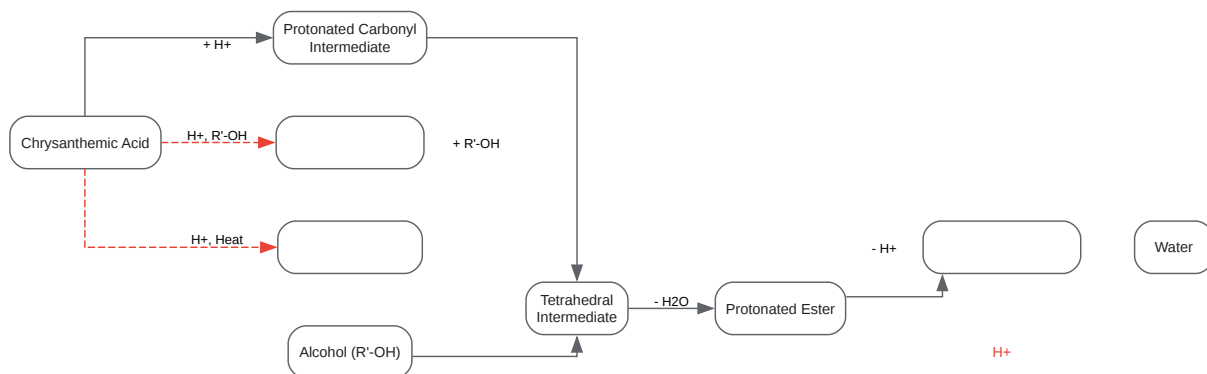 Protonated Carbonyl
Intermediate
+ H+
Chrysanthemic Acid
H+, R'-OH
+ R'-OH
H+, Heat
- H+
Water
Tetrahedral
Intermediate
- H2O
Protonated Ester
Alcohol (R'-OH)
H+